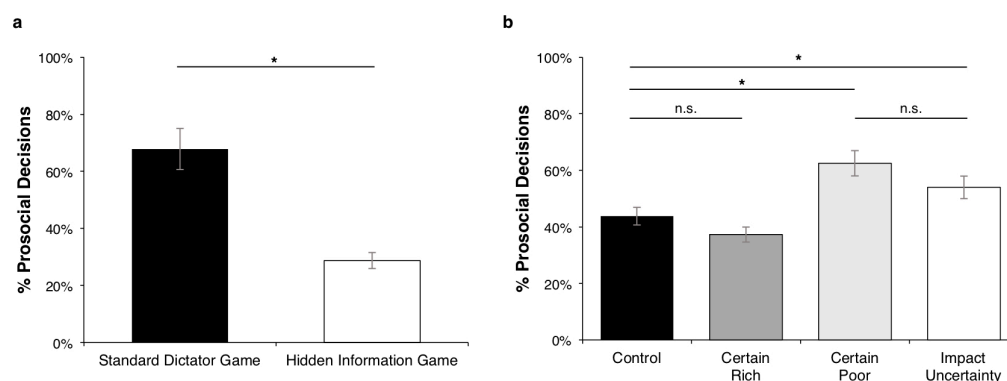 a
100%
*
80%
60%
40%
20%
0%
% Prosocial Decisions
Standard Dictator Game
Hidden Information Game
b
100%
*
*
n.s.
n.s.
80%
60%
40%
20%
0%
% Prosocial Decisions
Control
Certain
Rich
Certain
Poor
Impact
Uncertainty